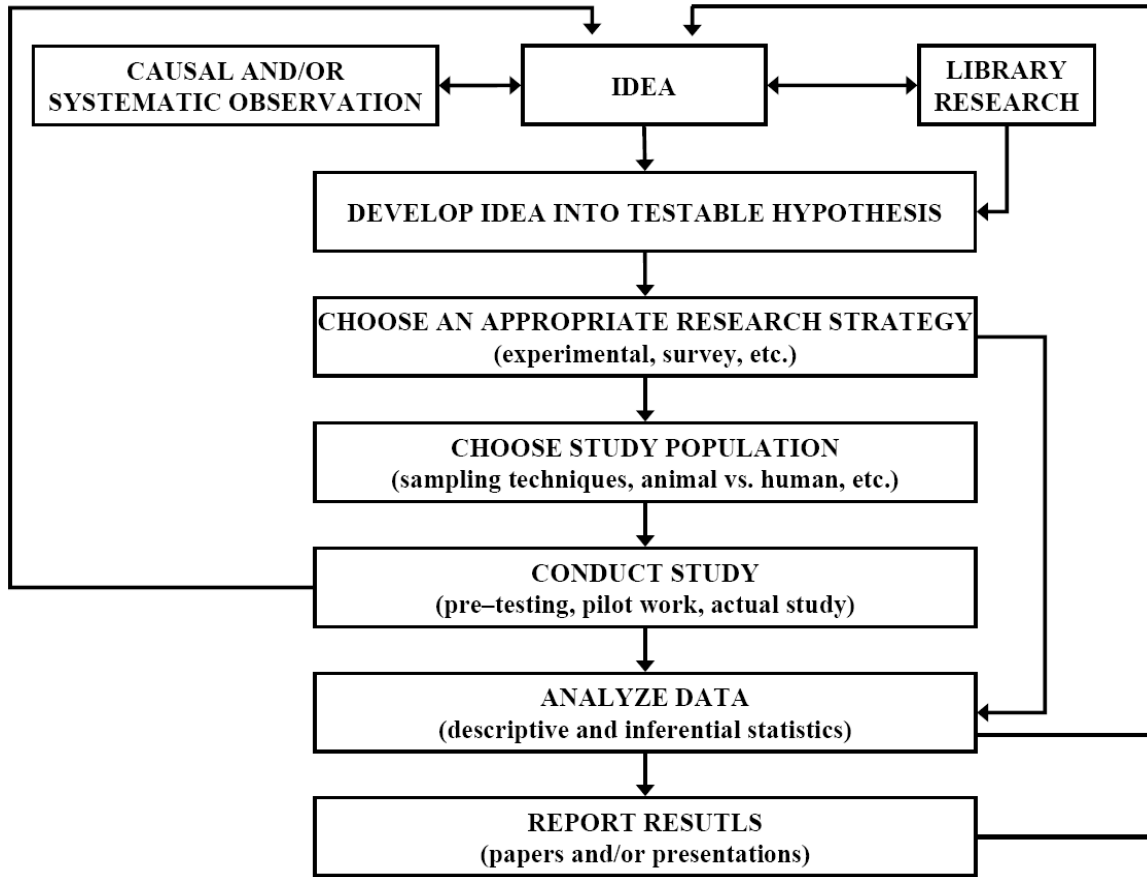 CAUSAL AND/OR
SYSTEMATIC OBSERVATION
IDEA
LIBRARY
RESEARCH
DEVELOP IDEA INTO TESTABLE HYPOTHESIS
CHOOSE AN APPROPRIATE RESEARCH STRATEGY
(experimental, survey, etc.)
CHOOSE STUDY POPULATION
(sampling techniques, animal vs. human, etc.)
CONDUCT STUDY
(pre–testing, pilot work, actual study)
ANALYZE DATA
(descriptive and inferential statistics)
REPORT RESUTLS
(papers and/or presentations)